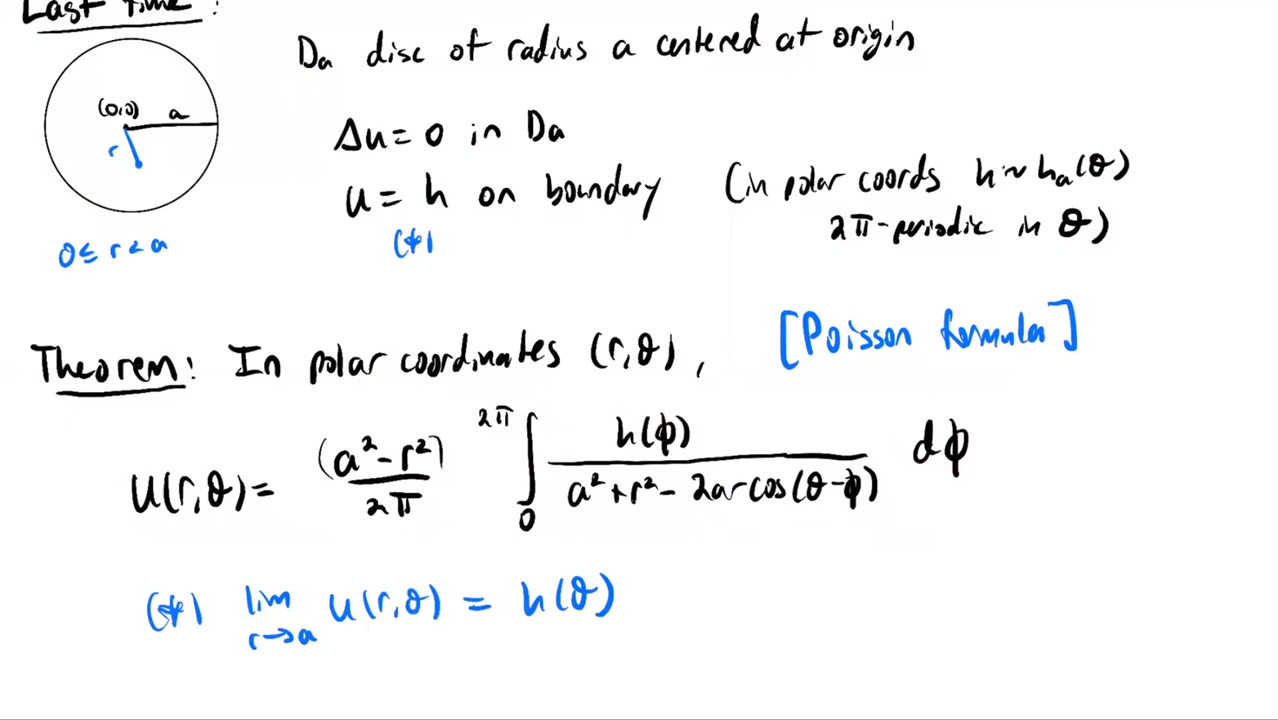 Last time:
Da disc of radius a centered at origin
(0,0) a
r
Δu = 0 in Da
u = h on boundary (in polar coords h ~ ha(θ)
2π-periodic in θ)
0 ≤ r < a
(*)
Theorem: In polar coordinates (r,θ), [Poisson formula]
u(r,θ) = (a² - r²)/2π ∫₀^2π h(φ)/(a² + r² - 2ar cos(θ-φ)) dφ
(*) lim r→a u(r,θ) = h(θ)